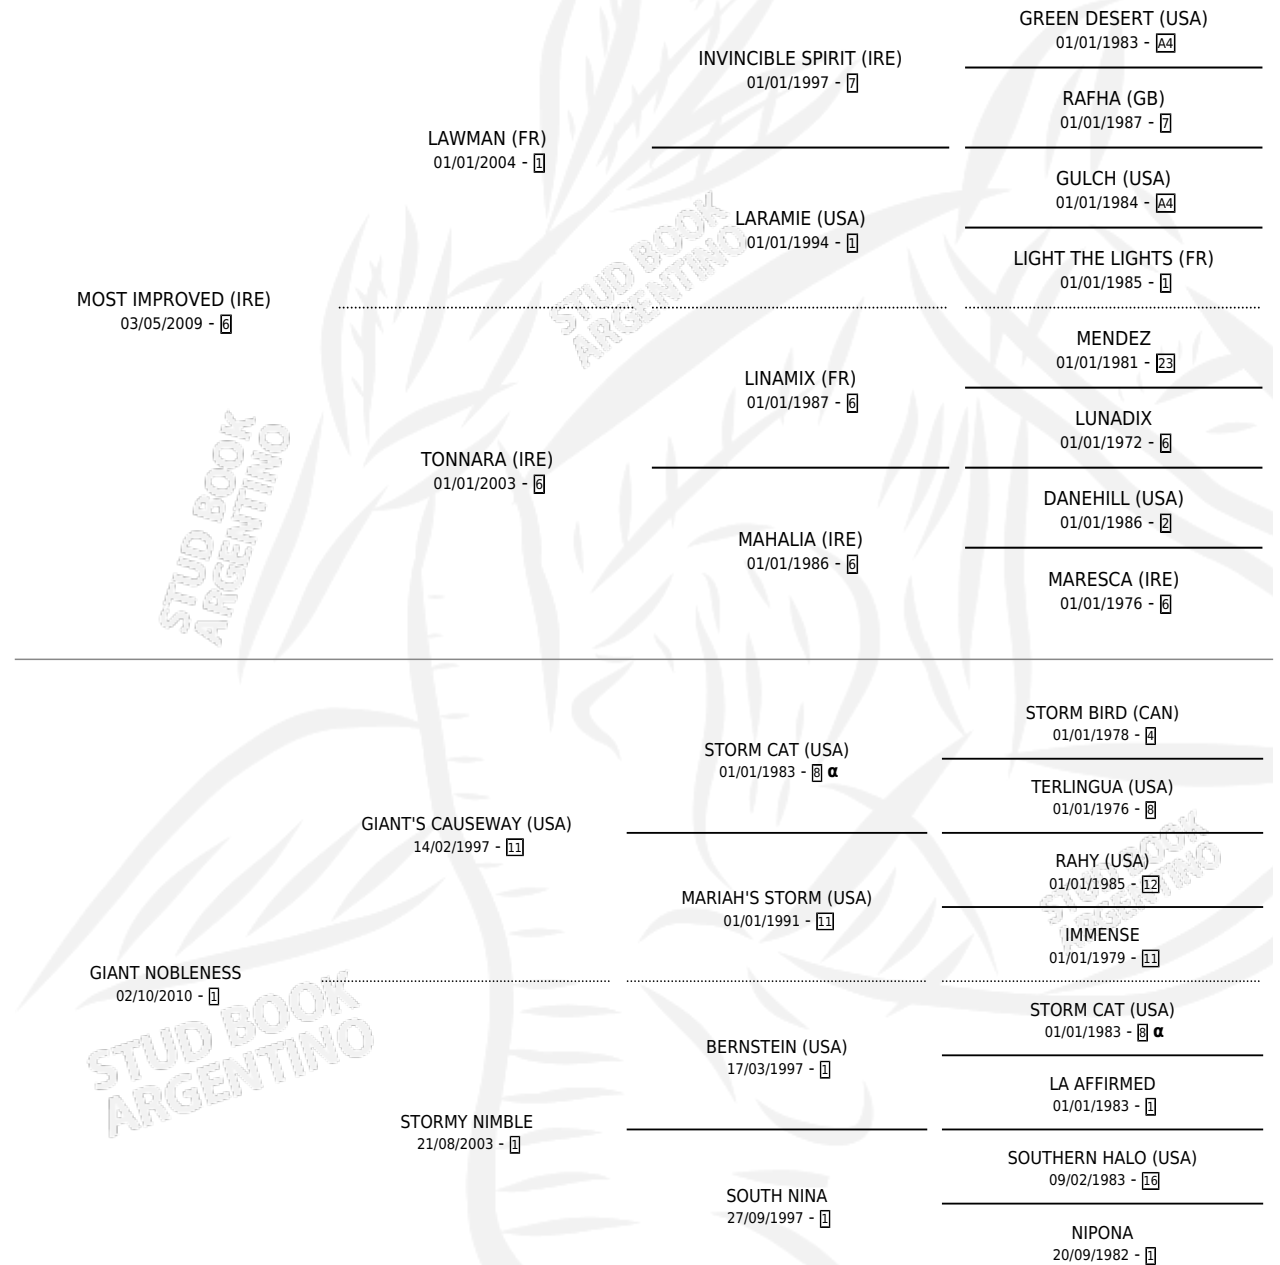 GREEN DESERT (USA)
01/01/1983 - A4
INVINCIBLE SPIRIT (IRE)
01/01/1997 - 7
RAFHA (GB)
01/01/1987 - 7
LAWMAN (FR)
01/01/2004 - 1
GULCH (USA)
01/01/1984 - A4
LARAMIE (USA)
01/01/1994 - 1
LIGHT THE LIGHTS (FR)
01/01/1985 - 1
STUD BOOK
ARGENTINO
MOST IMPROVED (IRE)
03/05/2009 - 6
MENDEZ
01/01/1981 - 23
LINAMIX (FR)
01/01/1987 - 6
LUNADIX
01/01/1972 - 6
TONNARA (IRE)
01/01/2003 - 6
DANEHILL (USA)
01/01/1986 - 2
MAHALIA (IRE)
01/01/1986 - 6
MARESCA (IRE)
01/01/1976 - 6
STUD BOOK
ARGENTINO
STORM BIRD (CAN)
01/01/1978 - 4
STORM CAT (USA)
01/01/1983 - 8 α
TERLINGUA (USA)
01/01/1976 - 8
GIANT'S CAUSEWAY (USA)
14/02/1997 - 11
RAHY (USA)
01/01/1985 - 12
MARIAH'S STORM (USA)
01/01/1991 - 11
IMMENSE
01/01/1979 - 11
STUD BOOK
ARGENTINO
GIANT NOBLENESS
02/10/2010 - 1
STORM CAT (USA)
01/01/1983 - 8 α
BERNSTEIN (USA)
17/03/1997 - 1
LA AFFIRMED
01/01/1983 - 1
STUD BOOK
ARGENTINO
STORMY NIMBLE
21/08/2003 - 1
SOUTHERN HALO (USA)
09/02/1983 - 16
SOUTH NINA
27/09/1997 - 1
NIPONA
20/09/1982 - 1